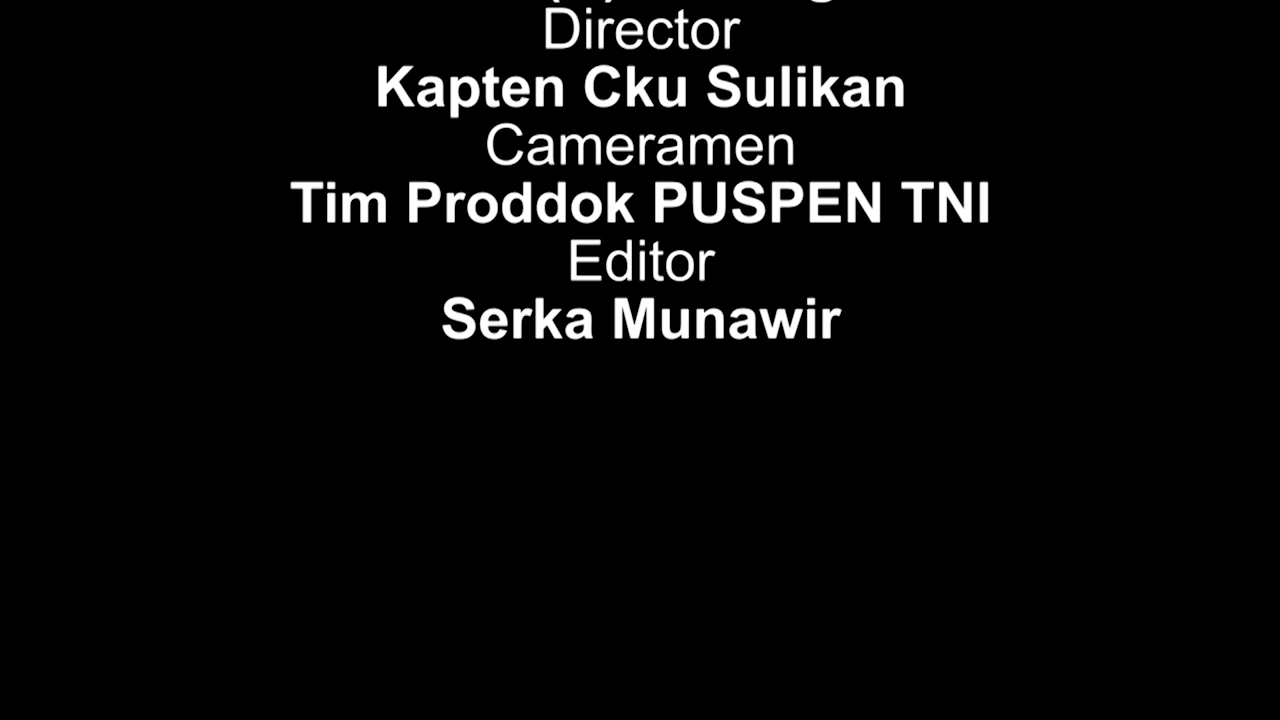 Director
Kapten Cku Sulikan
Cameramen
Tim Proddok PUSPEN TNI
Editor
Serka Munawir